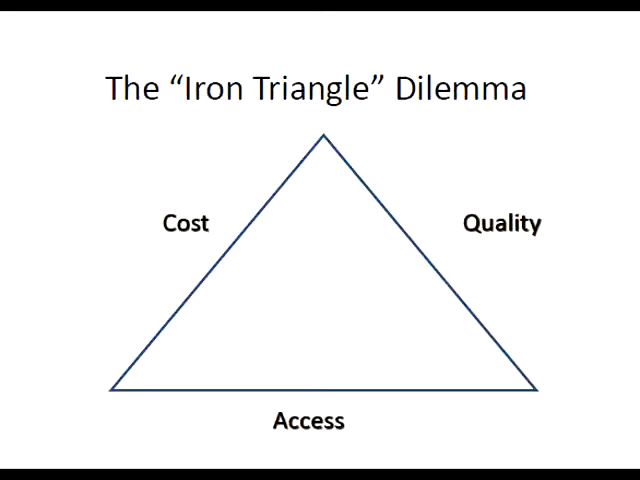 The “Iron Triangle” Dilemma
Cost
Quality
Access